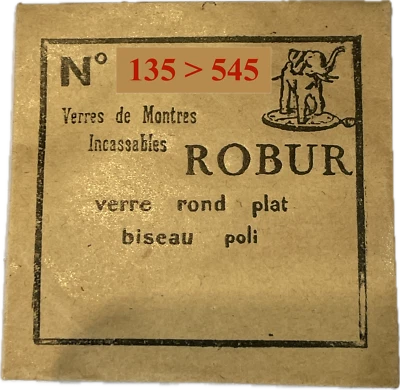 N° 135 > 545
Verres de Montres
Incassables
ROBUR
verre rond plat
biseau poli